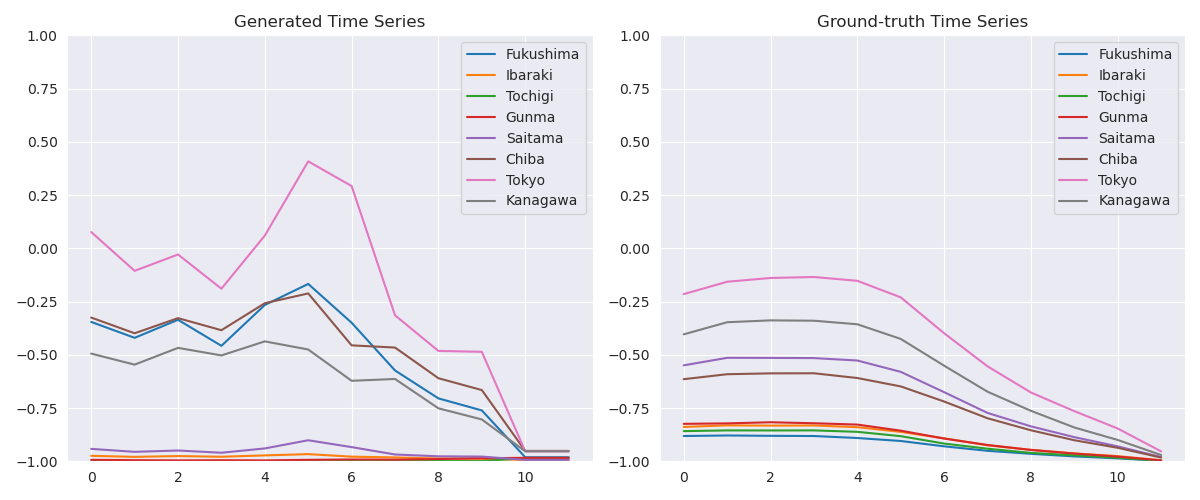 Generated Time Series
1.00
0.75
0.50
0.25
0.00
−0.25
−0.50
−0.75
−1.00
0 2 4 6 8 10
Fukushima
Ibaraki
Tochigi
Gunma
Saitama
Chiba
Tokyo
Kanagawa
Ground-truth Time Series
1.00
0.75
0.50
0.25
0.00
−0.25
−0.50
−0.75
−1.00
0 2 4 6 8 10
Fukushima
Ibaraki
Tochigi
Gunma
Saitama
Chiba
Tokyo
Kanagawa